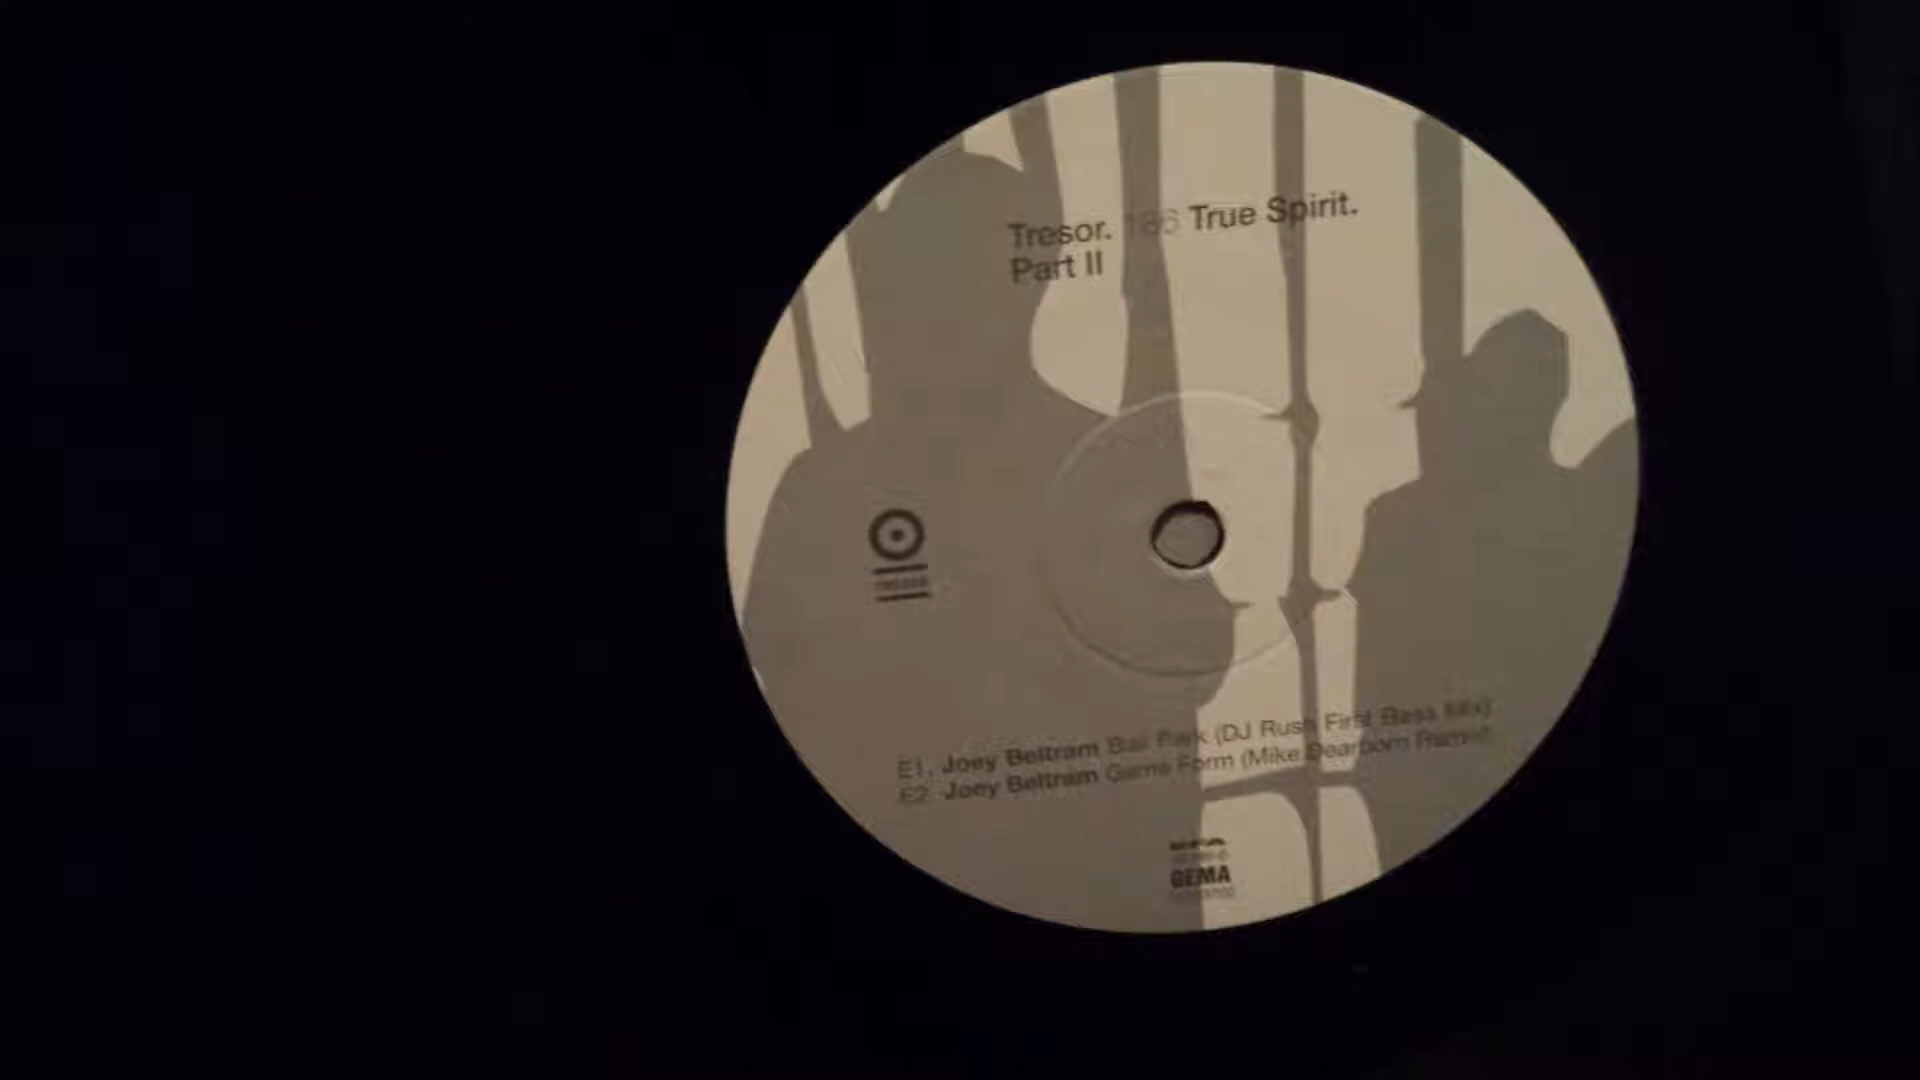 Tresor. 186 True Spirit.
Part II
E1. Joey Beltram Ball Park (DJ Rush First Bass Mix)
E2. Joey Beltram Game Form (Mike Dearborn Remix)
GEMA